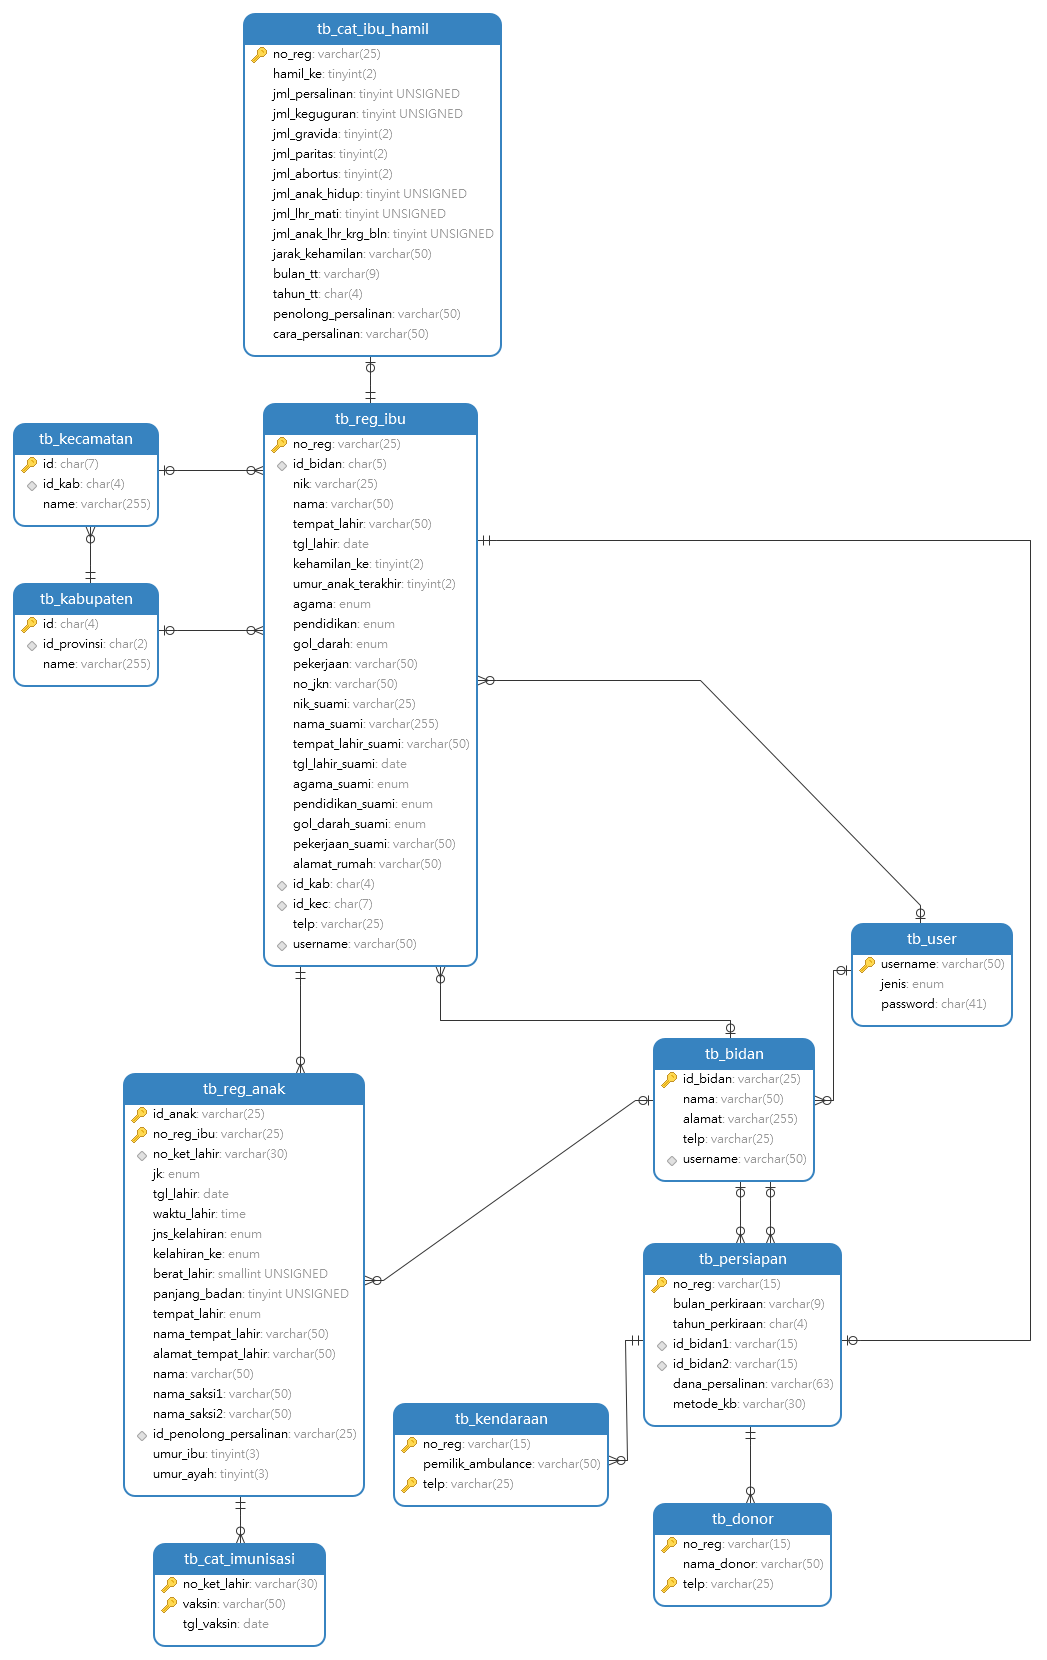 tb_cat_ibu_hamil
no_reg: varchar(25)
hamil_ke: tinyint(2)
jml_persalinan: tinyint UNSIGNED
jml_keguguran: tinyint UNSIGNED
jml_gravida: tinyint(2)
jml_paritas: tinyint(2)
jml_abortus: tinyint(2)
jml_anak_hidup: tinyint UNSIGNED
jml_lhr_mati: tinyint UNSIGNED
jml_anak_lhr_krg_bln: tinyint UNSIGNED
jarak_kehamilan: varchar(50)
bulan_tt: varchar(9)
tahun_tt: char(4)
penolong_persalinan: varchar(50)
cara_persalinan: varchar(50)
tb_kecamatan
id: char(7)
id_kab: char(4)
name: varchar(255)
tb_kabupaten
id: char(4)
id_provinsi: char(2)
name: varchar(255)
tb_reg_ibu
no_reg: varchar(25)
id_bidan: char(5)
nik: varchar(25)
nama: varchar(50)
tempat_lahir: varchar(50)
tgl_lahir: date
kehamilan_ke: tinyint(2)
umur_anak_terakhir: tinyint(2)
agama: enum
pendidikan: enum
gol_darah: enum
pekerjaan: varchar(50)
no_jkn: varchar(50)
nik_suami: varchar(25)
nama_suami: varchar(255)
tempat_lahir_suami: varchar(50)
tgl_lahir_suami: date
agama_suami: enum
pendidikan_suami: enum
gol_darah_suami: enum
pekerjaan_suami: varchar(50)
alamat_rumah: varchar(50)
id_kab: char(4)
id_kec: char(7)
telp: varchar(25)
username: varchar(50)
tb_user
username: varchar(50)
jenis: enum
password: char(41)
tb_bidan
id_bidan: varchar(25)
nama: varchar(50)
alamat: varchar(255)
telp: varchar(25)
username: varchar(50)
tb_reg_anak
id_anak: varchar(25)
no_reg_ibu: varchar(25)
no_ket_lahir: varchar(30)
jk: enum
tgl_lahir: date
waktu_lahir: time
jns_kelahiran: enum
kelahiran_ke: enum
berat_lahir: smallint UNSIGNED
panjang_badan: tinyint UNSIGNED
tempat_lahir: enum
nama_tempat_lahir: varchar(50)
alamat_tempat_lahir: varchar(50)
nama: varchar(50)
nama_saksi1: varchar(50)
nama_saksi2: varchar(50)
id_penolong_persalinan: varchar(25)
umur_ibu: tinyint(3)
umur_ayah: tinyint(3)
tb_persiapan
no_reg: varchar(15)
bulan_perkiraan: varchar(9)
tahun_perkiraan: char(4)
id_bidan1: varchar(15)
id_bidan2: varchar(15)
dana_persalinan: varchar(63)
metode_kb: varchar(30)
tb_kendaraan
no_reg: varchar(15)
pemilik_ambulance: varchar(50)
telp: varchar(25)
tb_donor
no_reg: varchar(15)
nama_donor: varchar(50)
telp: varchar(25)
tb_cat_imunisasi
no_ket_lahir: varchar(30)
vaksin: varchar(50)
tgl_vaksin: date